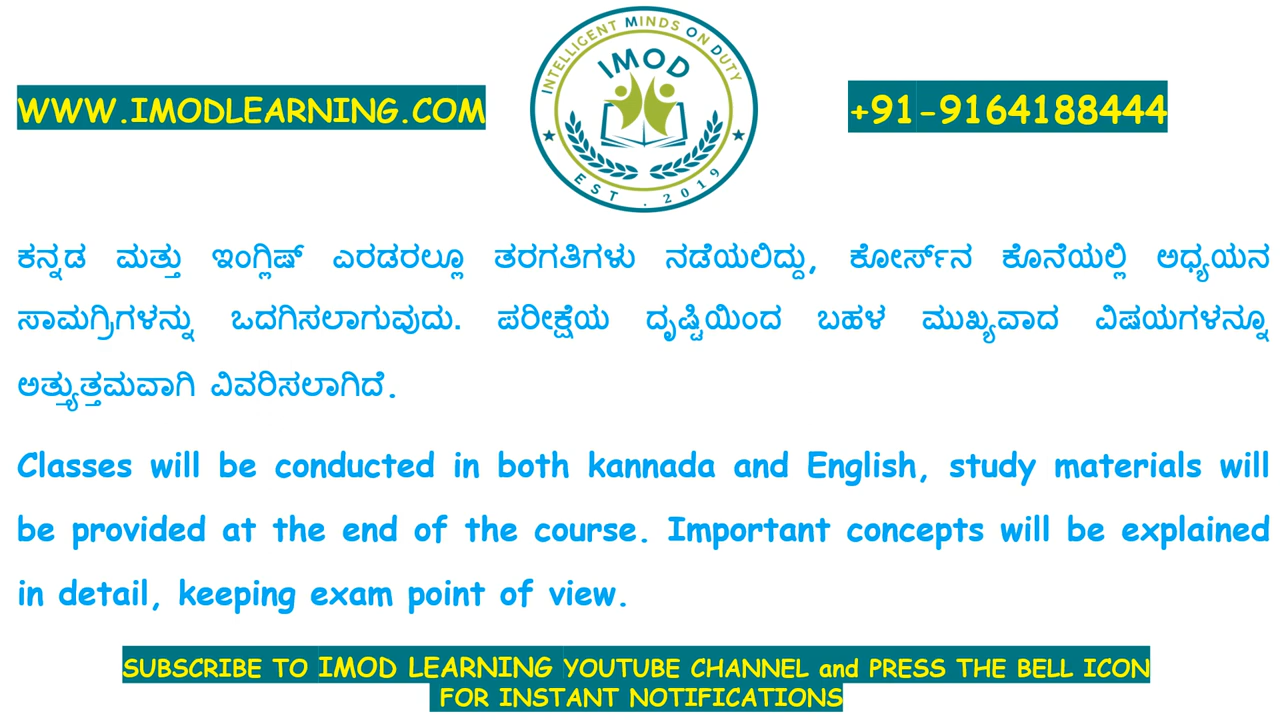 WWW.IMODLEARNING.COM
INTELLIGENT MINDS ON DUTY
IMOD
EST . 2019
+91-9164188444
ಕನ್ನಡ ಮತ್ತು ಇಂಗ್ಲಿಷ್ ಎರಡರಲ್ಲೂ ತರಗತಿಗಳು ನಡೆಯಲಿದ್ದು, ಕೋರ್ಸ್‌ನ ಕೊನೆಯಲ್ಲಿ ಅಧ್ಯಯನ
ಸಾಮಗ್ರಿಗಳನ್ನು ಒದಗಿಸಲಾಗುವುದು. ಪರೀಕ್ಷೆಯ ದೃಷ್ಟಿಯಿಂದ ಬಹಳ ಮುಖ್ಯವಾದ ವಿಷಯಗಳನ್ನೂ
ಅತ್ಯುತ್ತಮವಾಗಿ ವಿವರಿಸಲಾಗಿದೆ.
Classes will be conducted in both kannada and English, study materials will
be provided at the end of the course. Important concepts will be explained
in detail, keeping exam point of view.
SUBSCRIBE TO IMOD LEARNING YOUTUBE CHANNEL and PRESS THE BELL ICON
FOR INSTANT NOTIFICATIONS